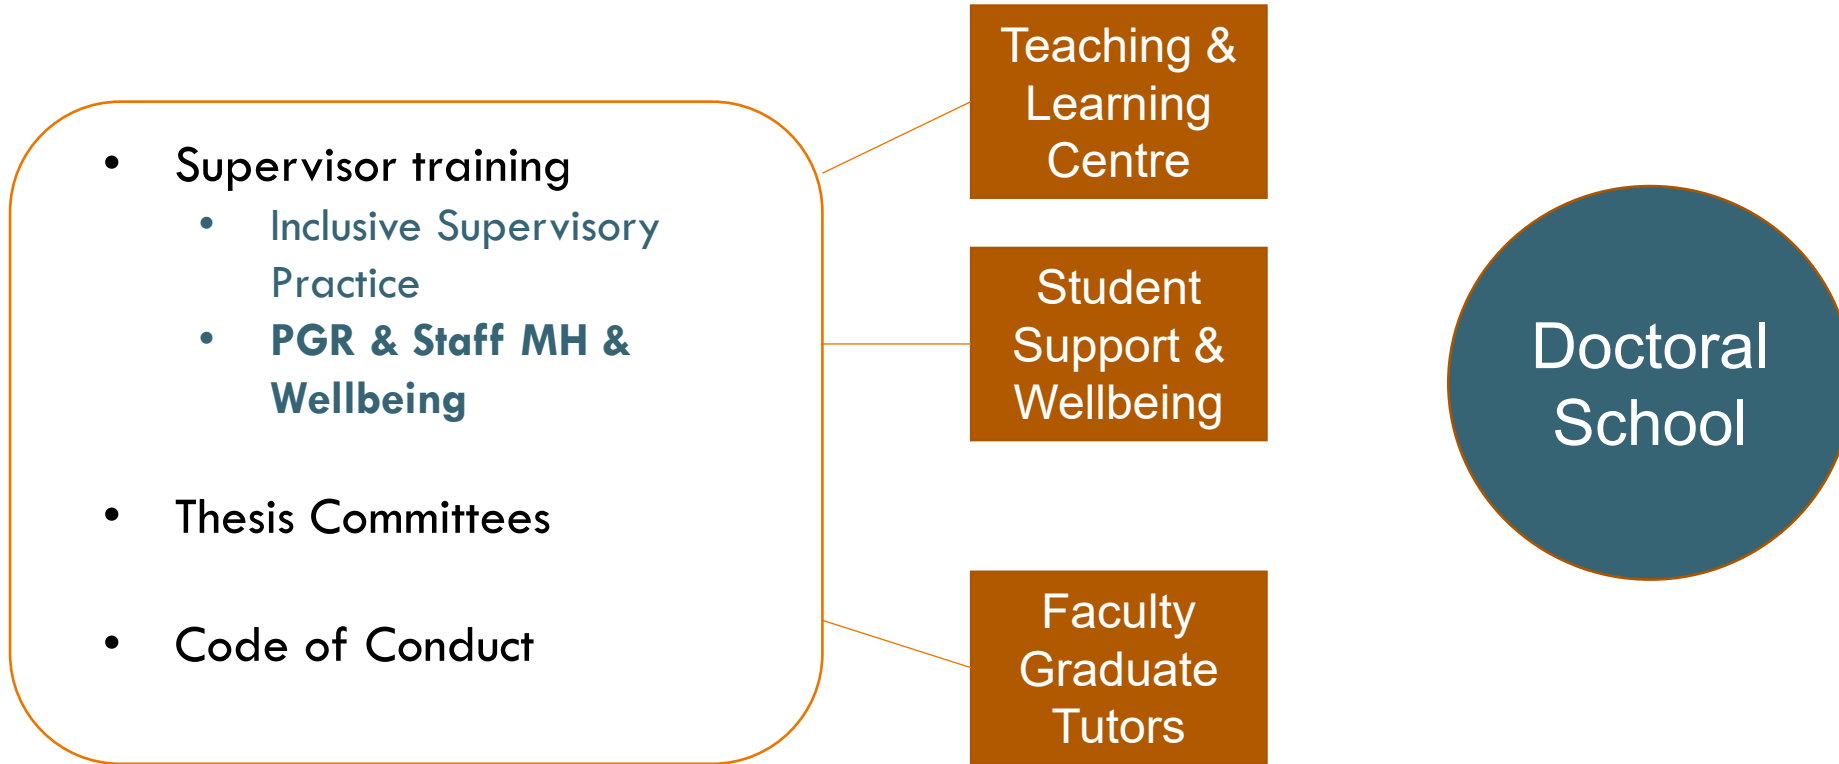 • Supervisor training
• Inclusive Supervisory
Practice
• PGR & Staff MH &
Wellbeing
• Thesis Committees
• Code of Conduct
Teaching &
Learning
Centre
Student
Support &
Wellbeing
Faculty
Graduate
Tutors
Doctoral
School